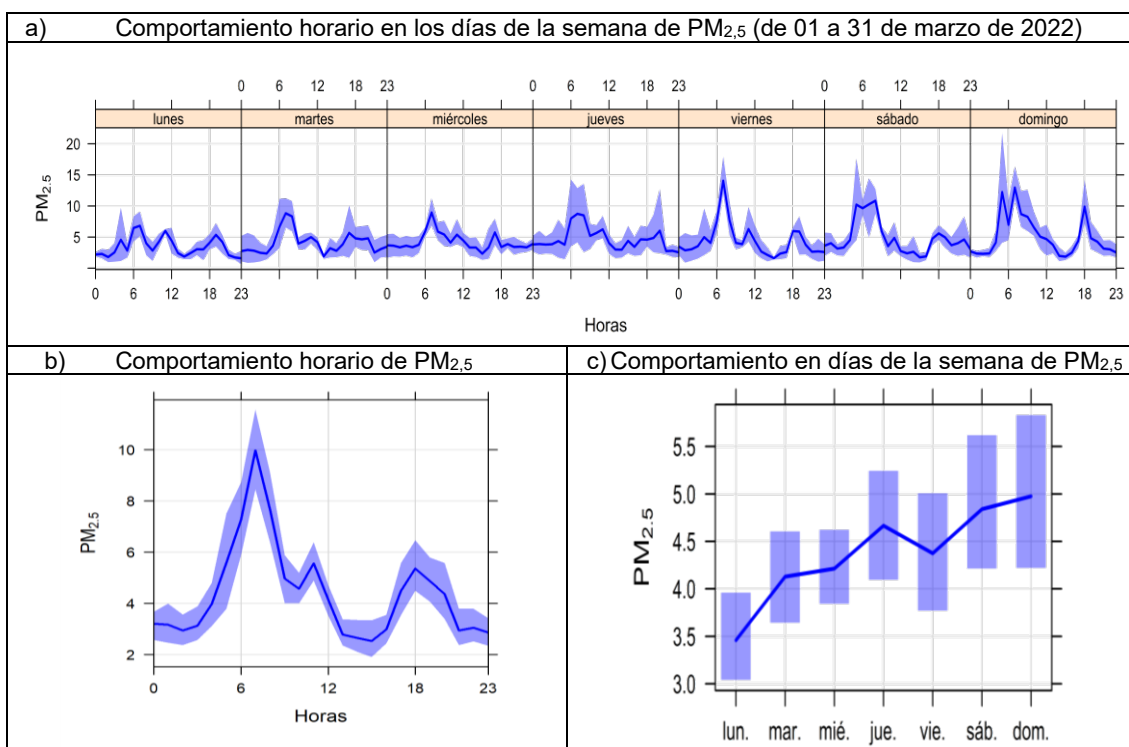 a) Comportamiento horario en los días de la semana de PM2,5 (de 01 a 31 de marzo de 2022)
0 6 12 18 23 0 6 12 18 23 0 6 12 18 23
lunes martes miércoles jueves viernes sábado domingo
20
15
10
5
PM2.5
0 6 12 18 23 0 6 12 18 23 0 6 12 18 23 0 6 12 18 23
Horas
b) Comportamiento horario de PM2,5
10
8
6
4
2
PM2.5
0 6 12 18 23
Horas
c) Comportamiento en días de la semana de PM2,5
5.5
5.0
4.5
4.0
3.5
3.0
PM2.5
lun. mar. mié. jue. vie. sáb. dom.